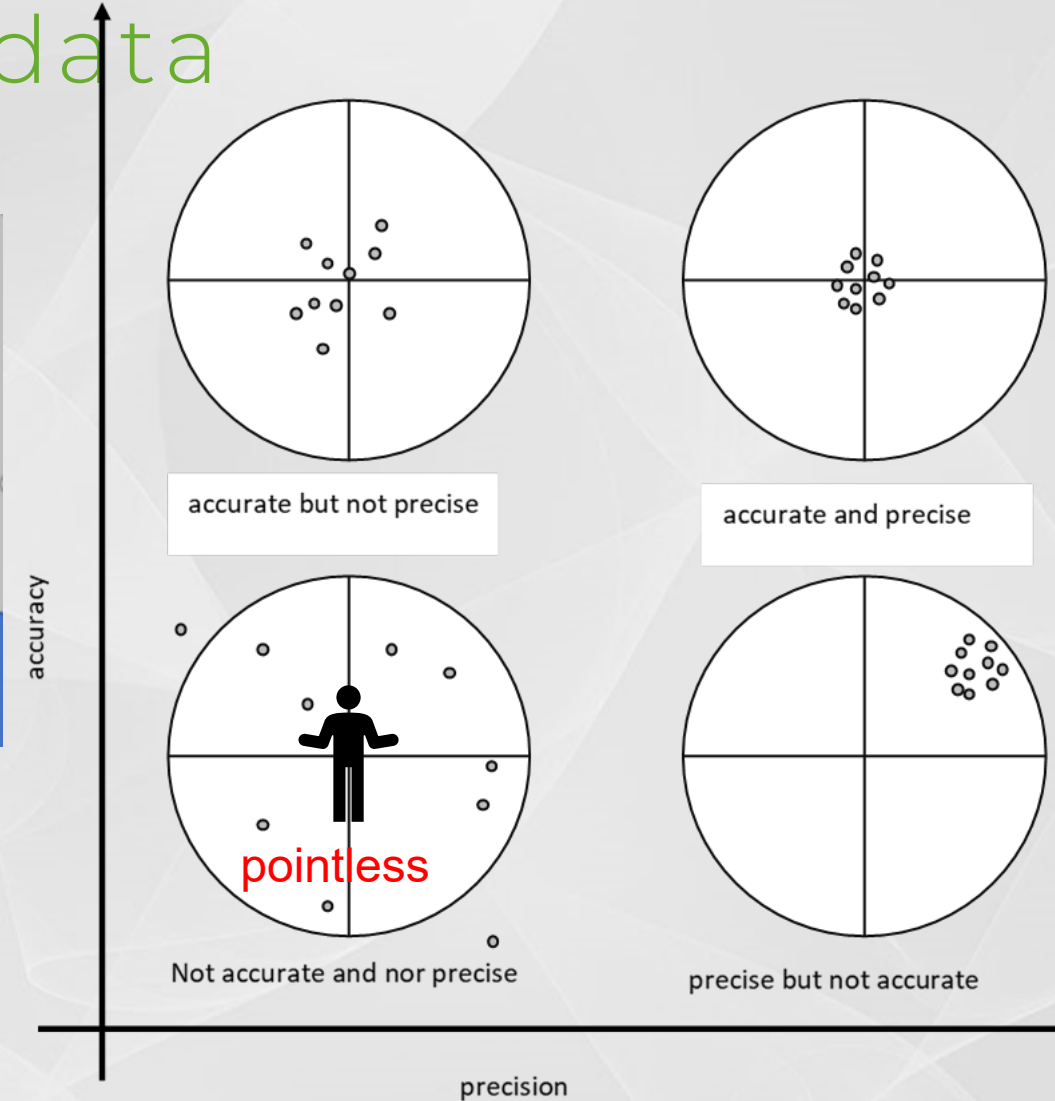 data
accuracy
accurate but not precise
accurate and precise
pointless
Not accurate and nor precise
precise but not accurate
precision